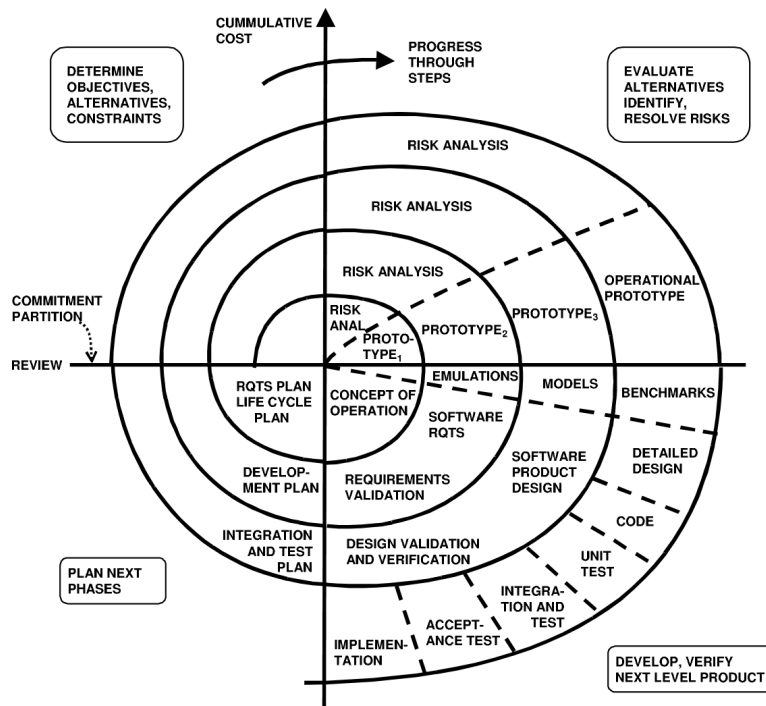 CUMMULATIVE
COST
PROGRESS
THROUGH
STEPS
DETERMINE
OBJECTIVES,
ALTERNATIVES,
CONSTRAINTS
EVALUATE
ALTERNATIVES
IDENTIFY,
RESOLVE RISKS
RISK ANALYSIS
RISK ANALYSIS
RISK ANALYSIS
RISK
ANAL
PROTO-
TYPE1
PROTOTYPE2
PROTOTYPE3
OPERATIONAL
PROTOTYPE
COMMITMENT
PARTITION
REVIEW
RQTS PLAN
LIFE CYCLE
PLAN
CONCEPT OF
OPERATION
EMULATIONS
MODELS
BENCHMARKS
SOFTWARE
RQTS
SOFTWARE
PRODUCT
DESIGN
DETAILED
DESIGN
DEVELOP-
MENT PLAN
REQUIREMENTS
VALIDATION
CODE
INTEGRATION
AND TEST
PLAN
DESIGN VALIDATION
AND VERIFICATION
UNIT
TEST
INTEGRA-
TION AND
TEST
ACCEPT-
ANCE TEST
IMPLEMEN-
TATION
PLAN NEXT
PHASES
DEVELOP, VERIFY
NEXT LEVEL PRODUCT